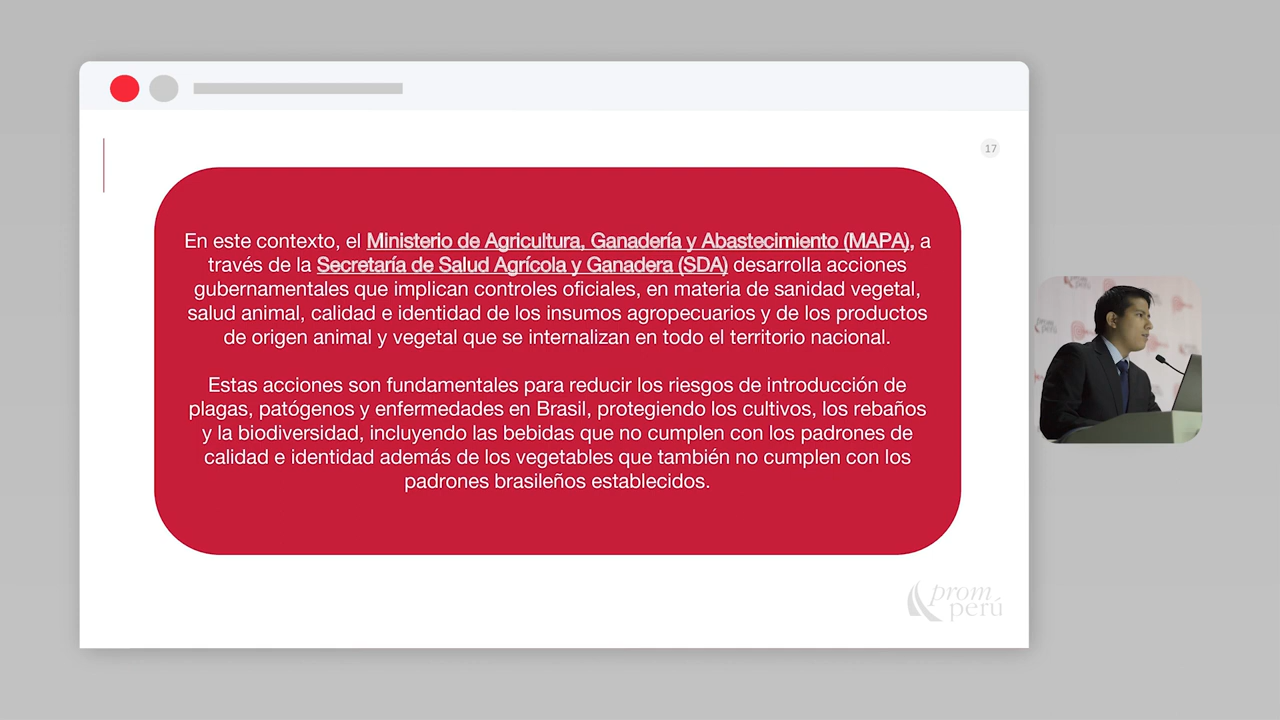 17
En este contexto, el Ministerio de Agricultura, Ganadería y Abastecimiento (MAPA), a
través de la Secretaría de Salud Agrícola y Ganadera (SDA) desarrolla acciones
gubernamentales que implican controles oficiales, en materia de sanidad vegetal,
salud animal, calidad e identidad de los insumos agropecuarios y de los productos
de origen animal y vegetal que se internalizan en todo el territorio nacional.
Estas acciones son fundamentales para reducir los riesgos de introducción de
plagas, patógenos y enfermedades en Brasil, protegiendo los cultivos, los rebaños
y la biodiversidad, incluyendo las bebidas que no cumplen con los padrones de
calidad e identidad además de los vegetables que también no cumplen con los
padrones brasileños establecidos.
prom
perú